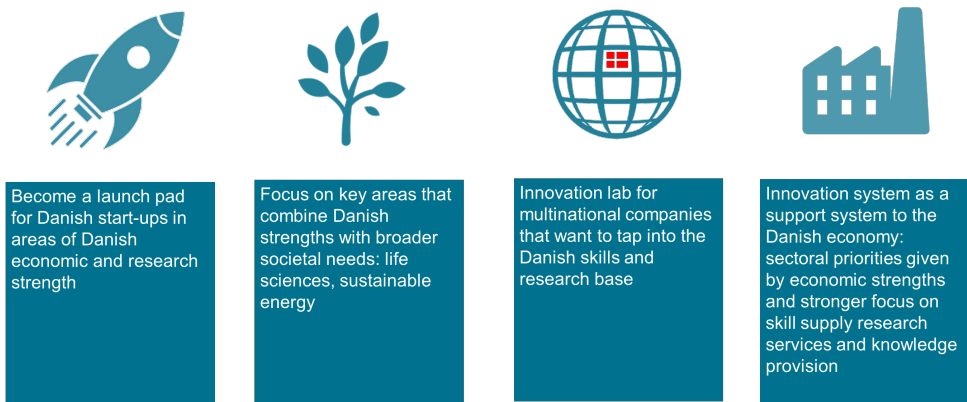 Become a launch pad
for Danish start-ups in
areas of Danish
economic and research
strength
Focus on key areas that
combine Danish
strengths with broader
societal needs: life
sciences, sustainable
energy
Innovation lab for
multinational companies
that want to tap into the
Danish skills and
research base
Innovation system as a
support system to the
Danish economy:
sectoral priorities given
by economic strengths
and stronger focus on
skill supply research
services and knowledge
provision